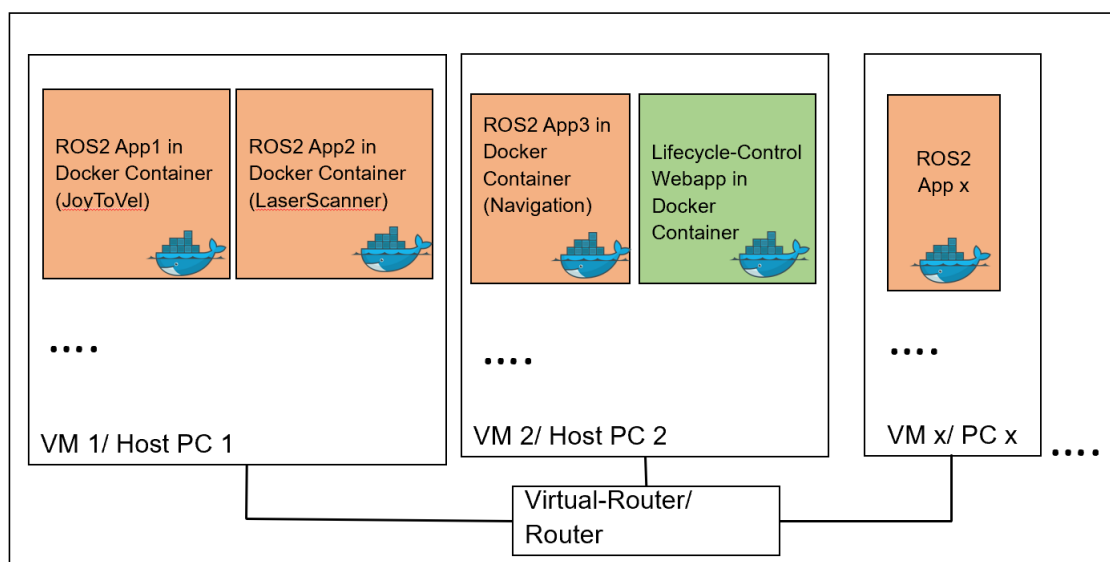 ROS2 App1 in
Docker Container
(JoyToVel)
ROS2 App2 in
Docker Container
(LaserScanner)
....
VM 1/ Host PC 1
ROS2 App3 in
Docker
Container
(Navigation)
Lifecycle-Control
Webapp in
Docker
Container
....
VM 2/ Host PC 2
ROS2
App x
....
VM x/ PC x
....
Virtual-Router/
Router